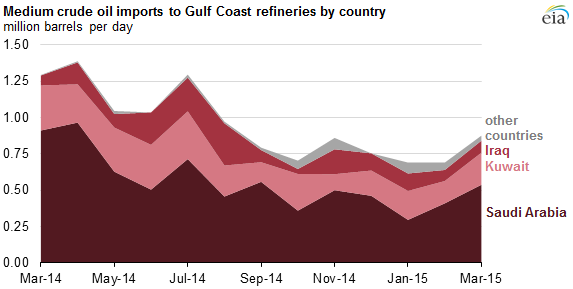 Medium crude oil imports to Gulf Coast refineries by country
million barrels per day
eia
1.50
1.25
1.00
0.75
0.50
0.25
0.00
other
countries
Iraq
Kuwait
Saudi Arabia
Mar-14
May-14
Jul-14
Sep-14
Nov-14
Jan-15
Mar-15